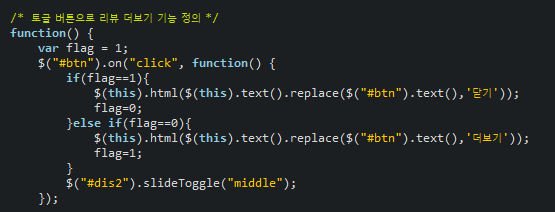 /* 토글 버튼으로 리뷰 더보기 기능 정의 */
function() {
    var flag = 1;
    $("#btn").on("click", function() {
        if(flag==1){
            $(this).html($(this).text().replace($("#btn").text(),'닫기'));
            flag=0;
        }else if(flag==0){
            $(this).html($(this).text().replace($("#btn").text(),'더보기'));
            flag=1;
        }
        $("#dis2").slideToggle("middle");
    });